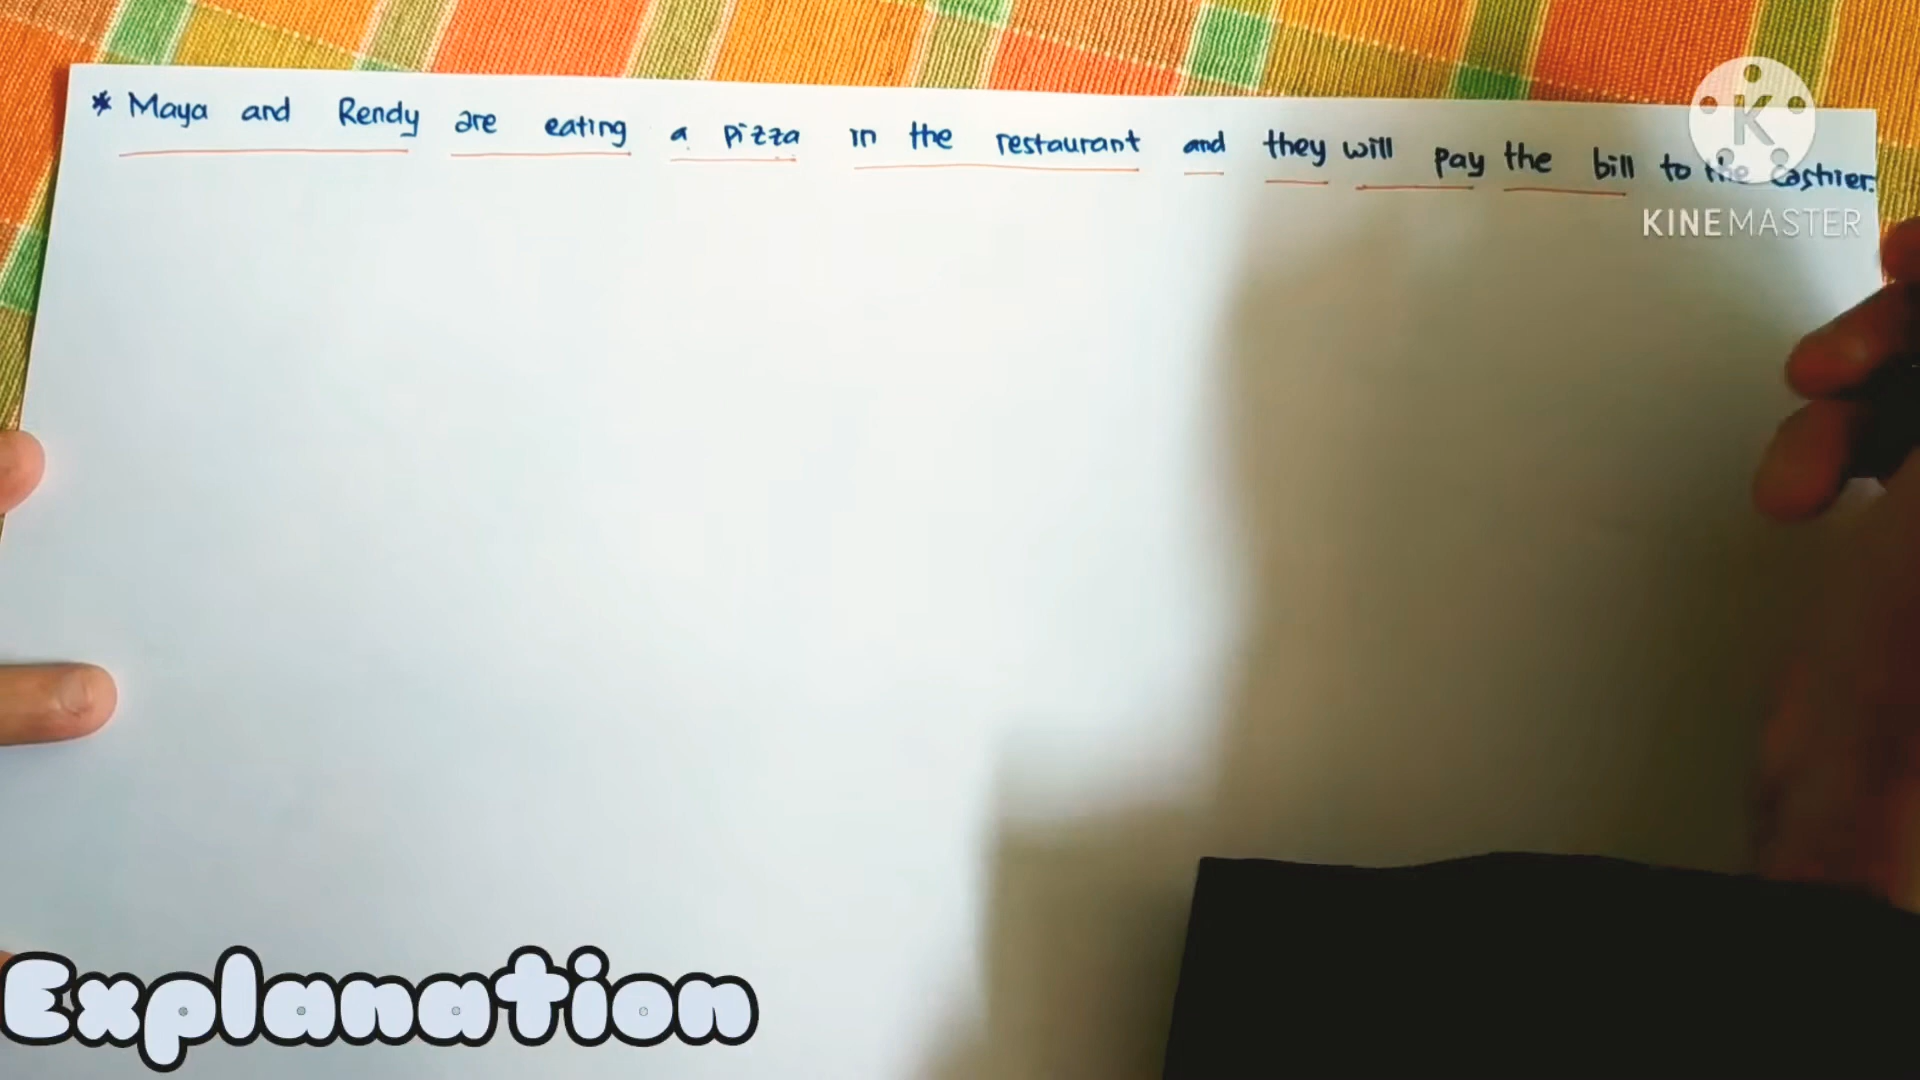 * Maya and Rendy are eating a pizza in the restaurant and they will pay the bill to the cashier.
KINEMASTER
Explanation